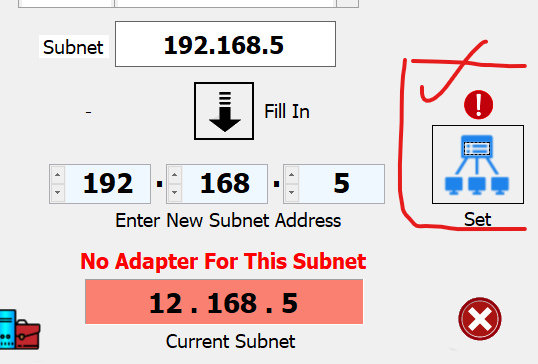 Subnet 192.168.5
- Fill In
192 . 168 . 5
Enter New Subnet Address
Set
No Adapter For This Subnet
12 . 168 . 5
Current Subnet